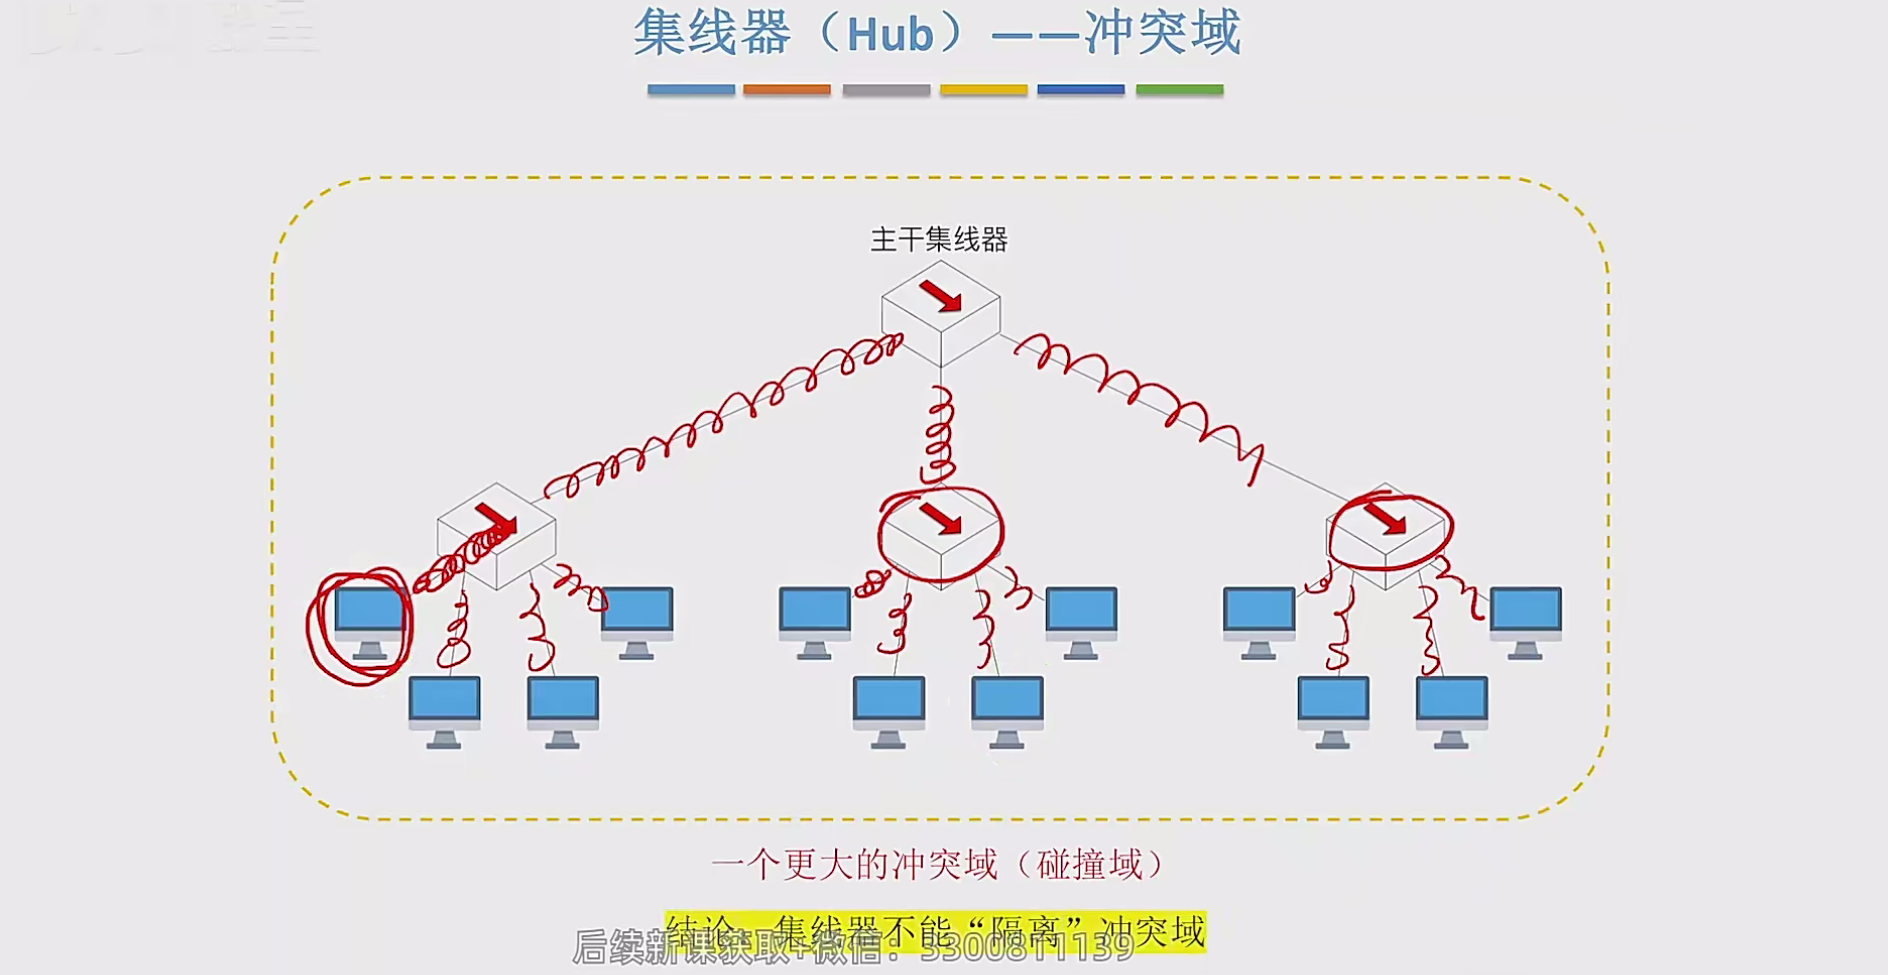 集线器（Hub）——冲突域
主干集线器
一个更大的冲突域（碰撞域）
结论：集线器不能“隔离”冲突域
后续新课获取+微信：3300811139